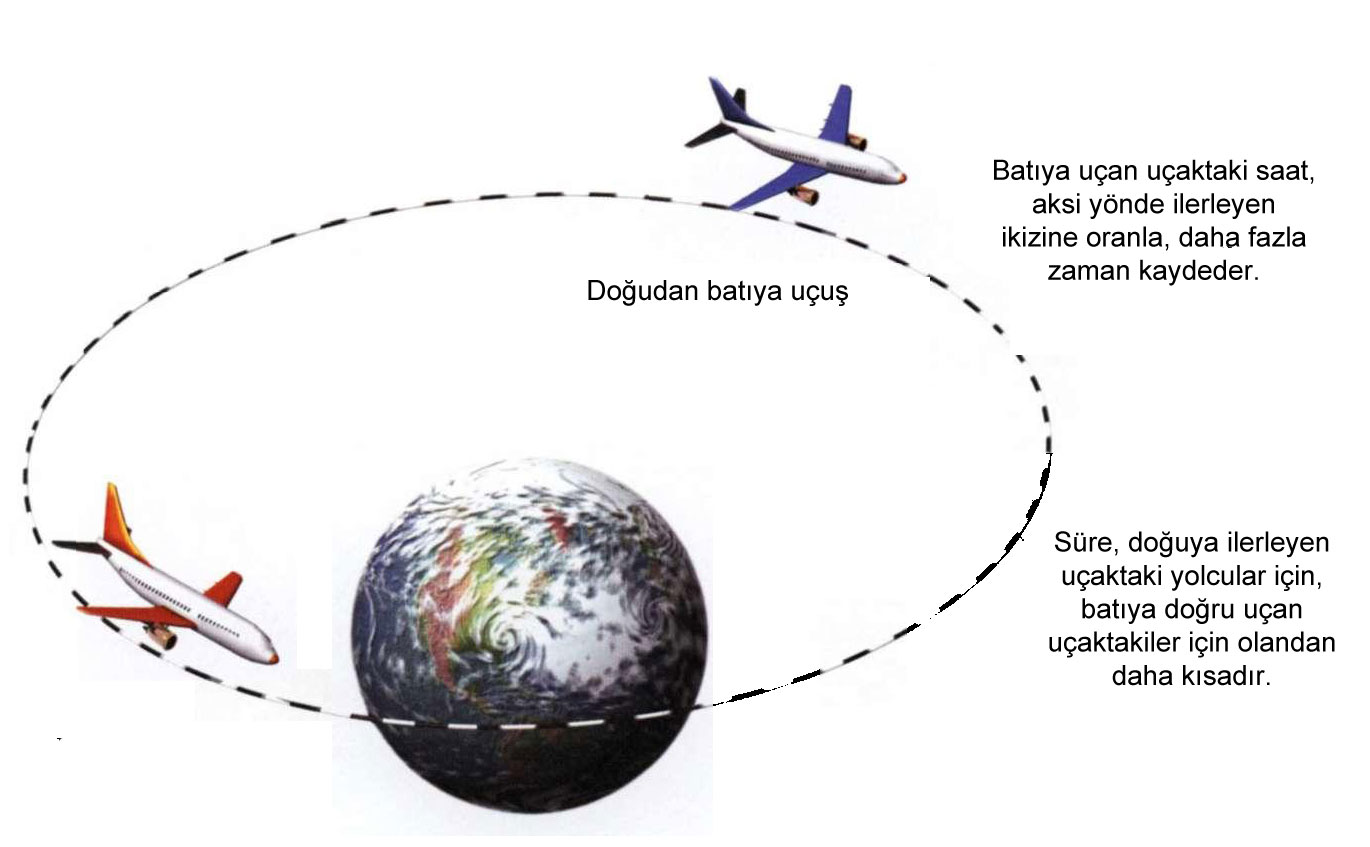 Batıya uçan uçaktaki saat,
aksi yönde ilerleyen
ikizine oranla, daha fazla
zaman kaydeder.
Doğudan batıya uçuş
Süre, doğuya ilerleyen
uçaktaki yolcular için,
batıya doğru uçan
uçaktakiler için olandan
daha kısadır.